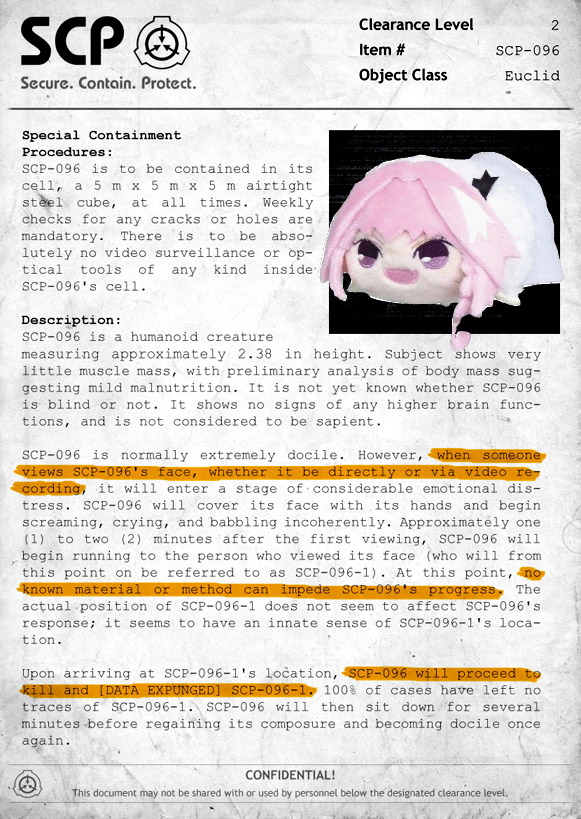 SCP
Secure. Contain. Protect.
Clearance Level 2
Item # SCP-096
Object Class Euclid
Special Containment
Procedures:
SCP-096 is to be contained in its
cell, a 5 m x 5 m x 5 m airtight
steel cube, at all times. Weekly
checks for any cracks or holes are
mandatory. There is to be abso-
lutely no video surveillance or op-
tical tools of any kind inside
SCP-096's cell.
Description:
SCP-096 is a humanoid creature
measuring approximately 2.38 in height. Subject shows very
little muscle mass, with preliminary analysis of body mass sug-
gesting mild malnutrition. It is not yet known whether SCP-096
is blind or not. It shows no signs of any higher brain func-
tions, and is not considered to be sapient.
SCP-096 is normally extremely docile. However, when someone
views SCP-096's face, whether it be directly or via video re-
cording, it will enter a stage of considerable emotional dis-
tress. SCP-096 will cover its face with its hands and begin
screaming, crying, and babbling incoherently. Approximately one
(1) to two (2) minutes after the first viewing, SCP-096 will
begin running to the person who viewed its face (who will from
this point on be referred to as SCP-096-1). At this point, no
known material or method can impede SCP-096's progress. The
actual position of SCP-096-1 does not seem to affect SCP-096's
response; it seems to have an innate sense of SCP-096-1's loca-
tion.
Upon arriving at SCP-096-1's location, SCP-096 will proceed to
kill and [DATA EXPUNGED] SCP-096-1. 100% of cases have left no
traces of SCP-096-1. SCP-096 will then sit down for several
minutes before regaining its composure and becoming docile once
again.
CONFIDENTIAL!
This document may not be shared with or used by personnel below the designated clearance level.